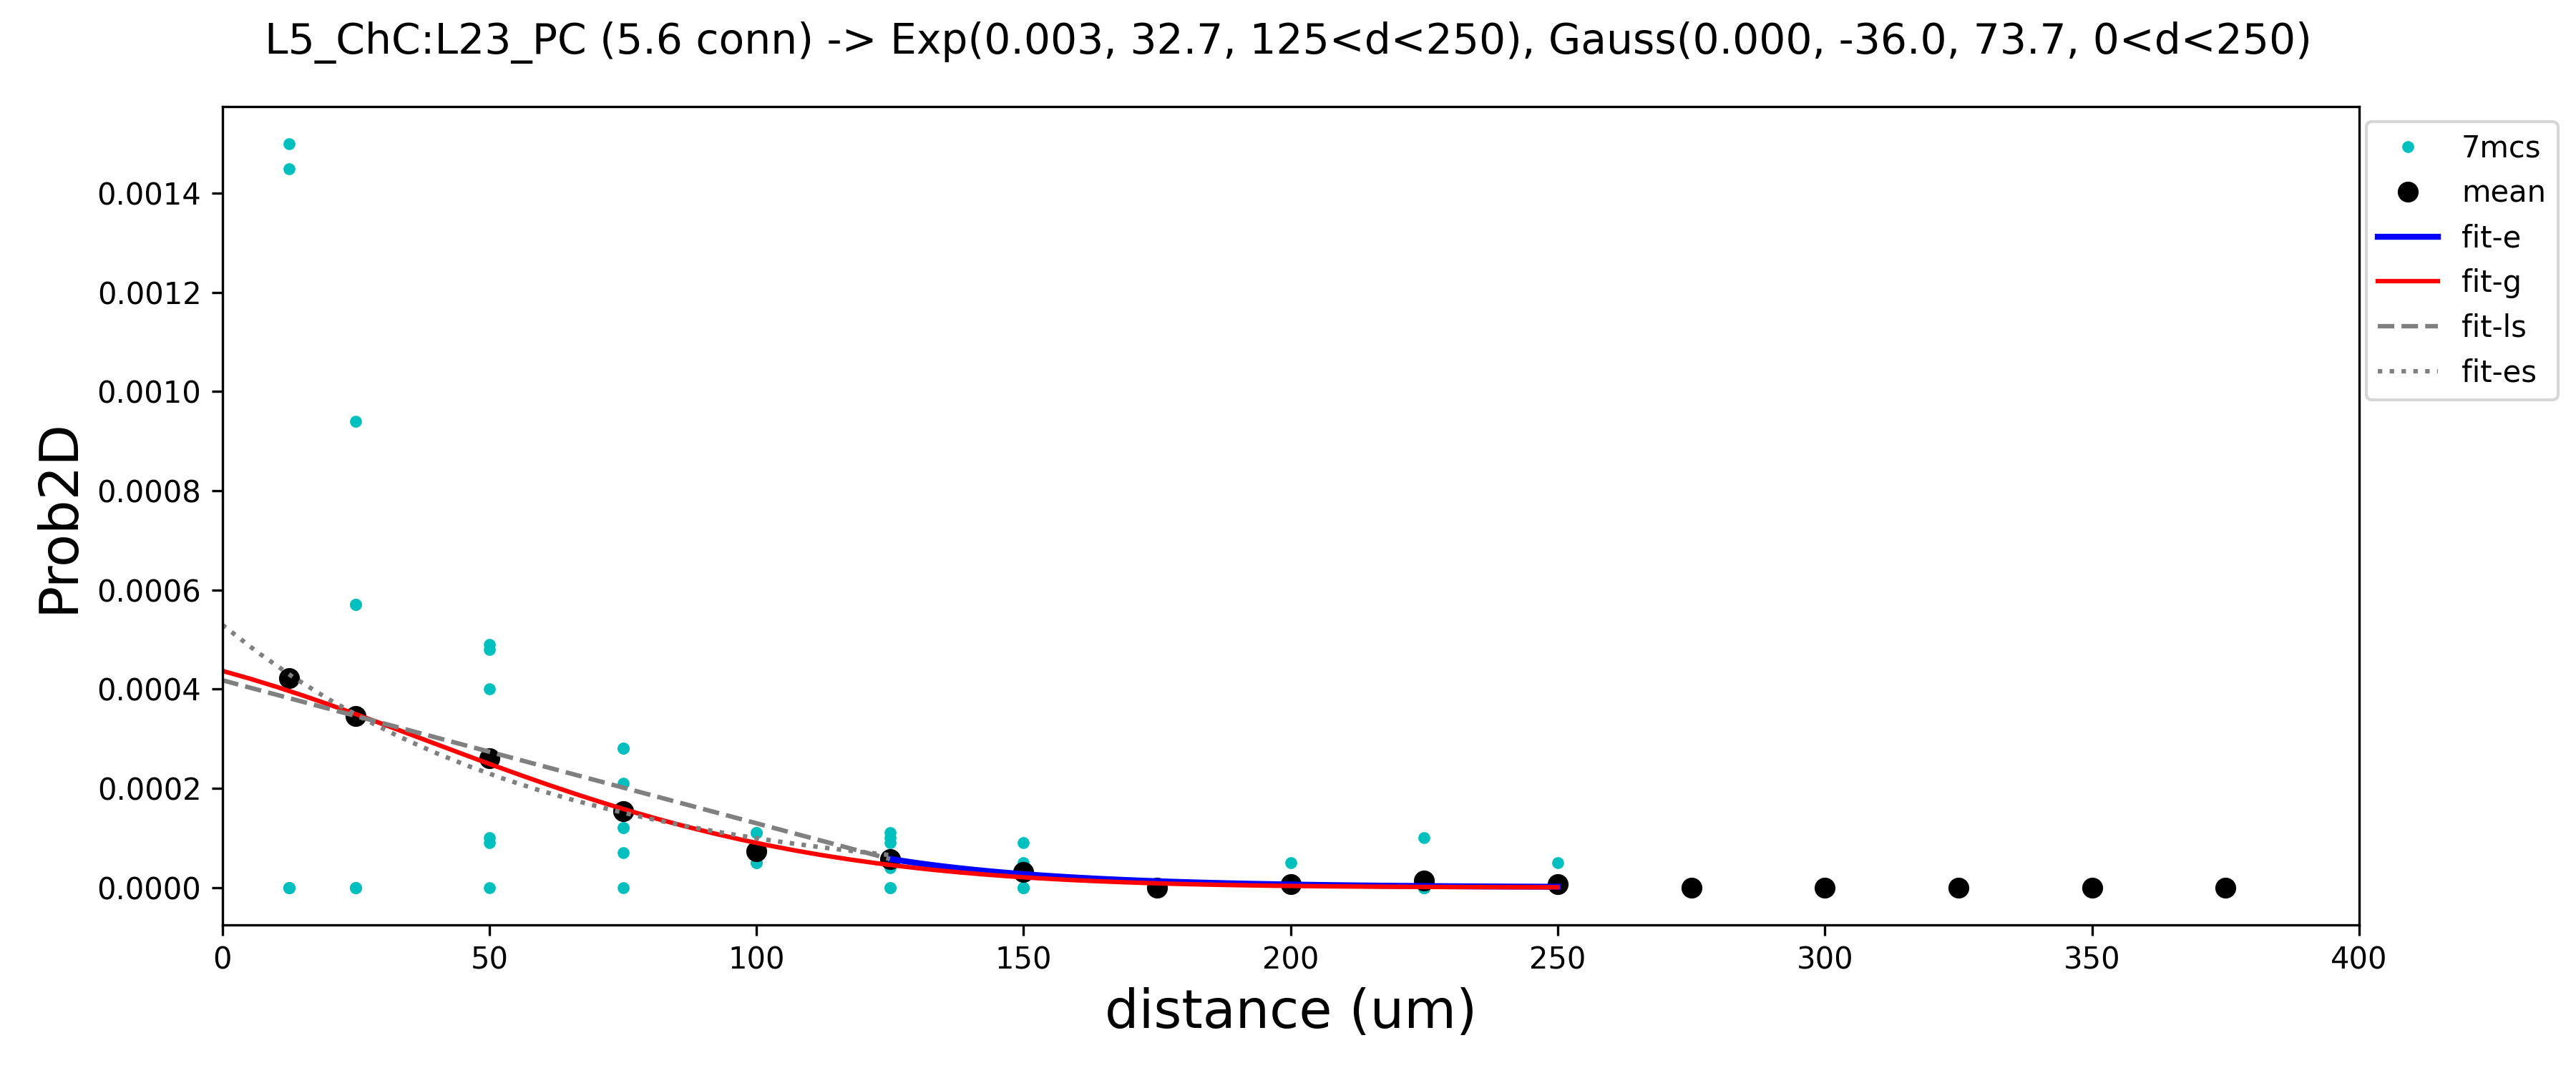 L5_ChC:L23_PC (5.6 conn) -> Exp(0.003, 32.7, 125<d<250), Gauss(0.000, -36.0, 73.7, 0<d<250)
7mcs
mean
fit-e
fit-g
fit-ls
fit-es
Prob2D
0.0014
0.0012
0.0010
0.0008
0.0006
0.0004
0.0002
0.0000
0 50 100 150 200 250 300 350 400
distance (um)